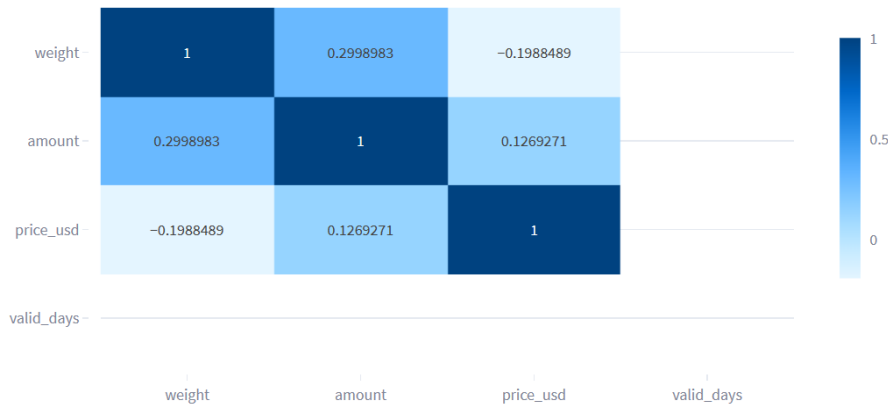 weight 1 0.2998983 −0.1988489
amount 0.2998983 1 0.1269271
price_usd −0.1988489 0.1269271 1
valid_days
weight amount price_usd valid_days
1
0.5
0